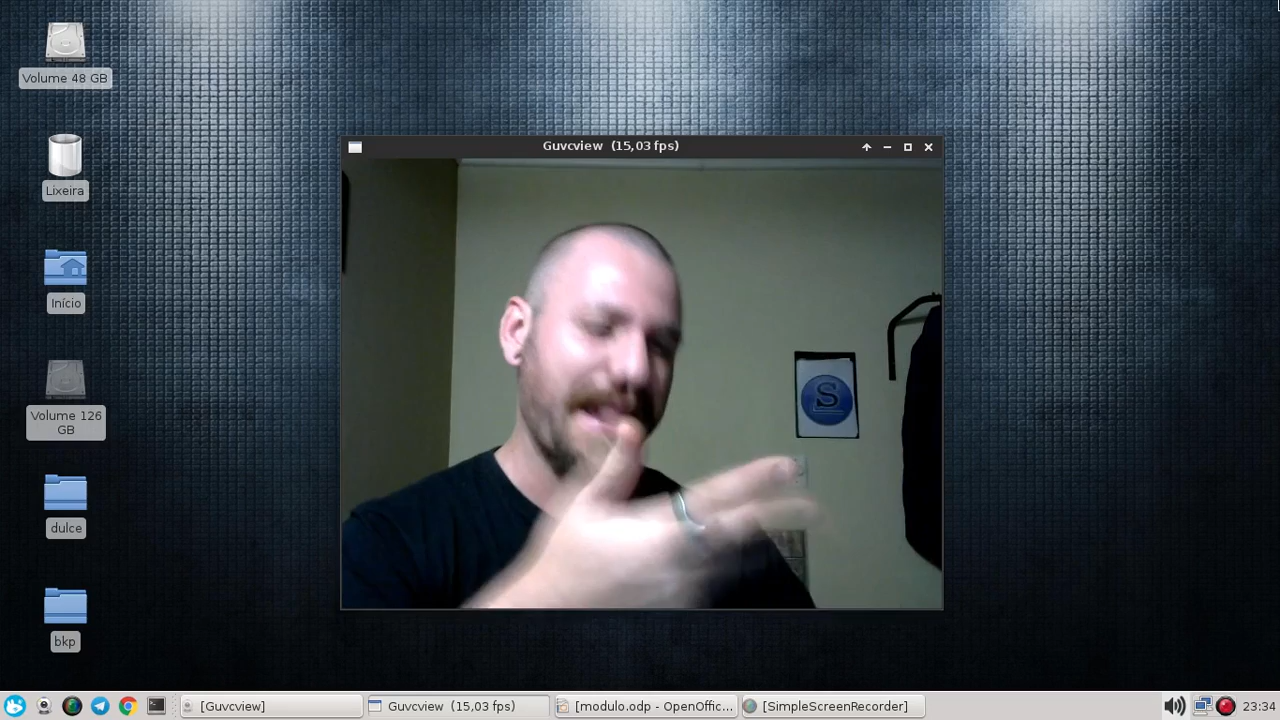 Volume 48 GB
Lixeira
Início
Volume 126
GB
dulce
bkp
Guvcview (15,03 fps)
S
[Guvcview]
Guvcview (15,03 fps)
[modulo.odp - OpenOffic...
[SimpleScreenRecorder]
23:34